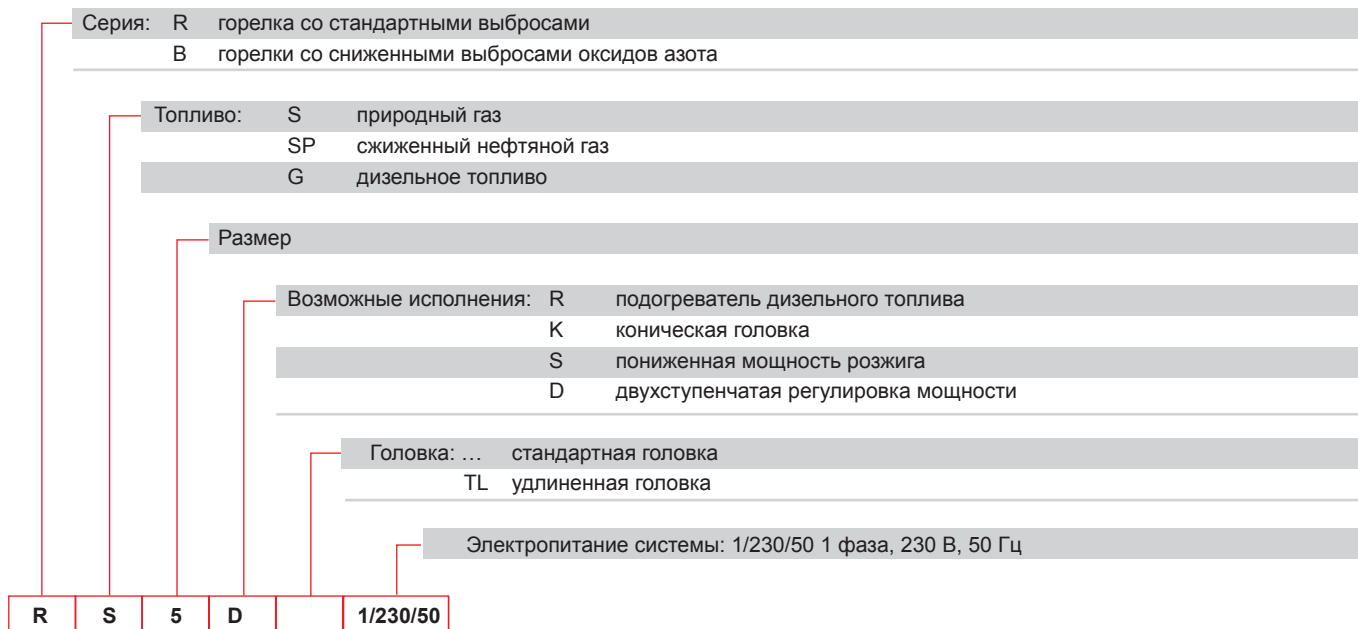 Серия: R горелка со стандартными выбросами
B горелки со сниженными выбросами оксидов азота
Топливо: S природный газ
SP сжиженный нефтяной газ
G дизельное топливо
Размер
Возможные исполнения: R подогреватель дизельного топлива
K коническая головка
S пониженная мощность розжига
D двухступенчатая регулировка мощности
Головка: … стандартная головка
TL удлиненная головка
Электропитание системы: 1/230/50 1 фаза, 230 В, 50 Гц
R S 5 D 1/230/50